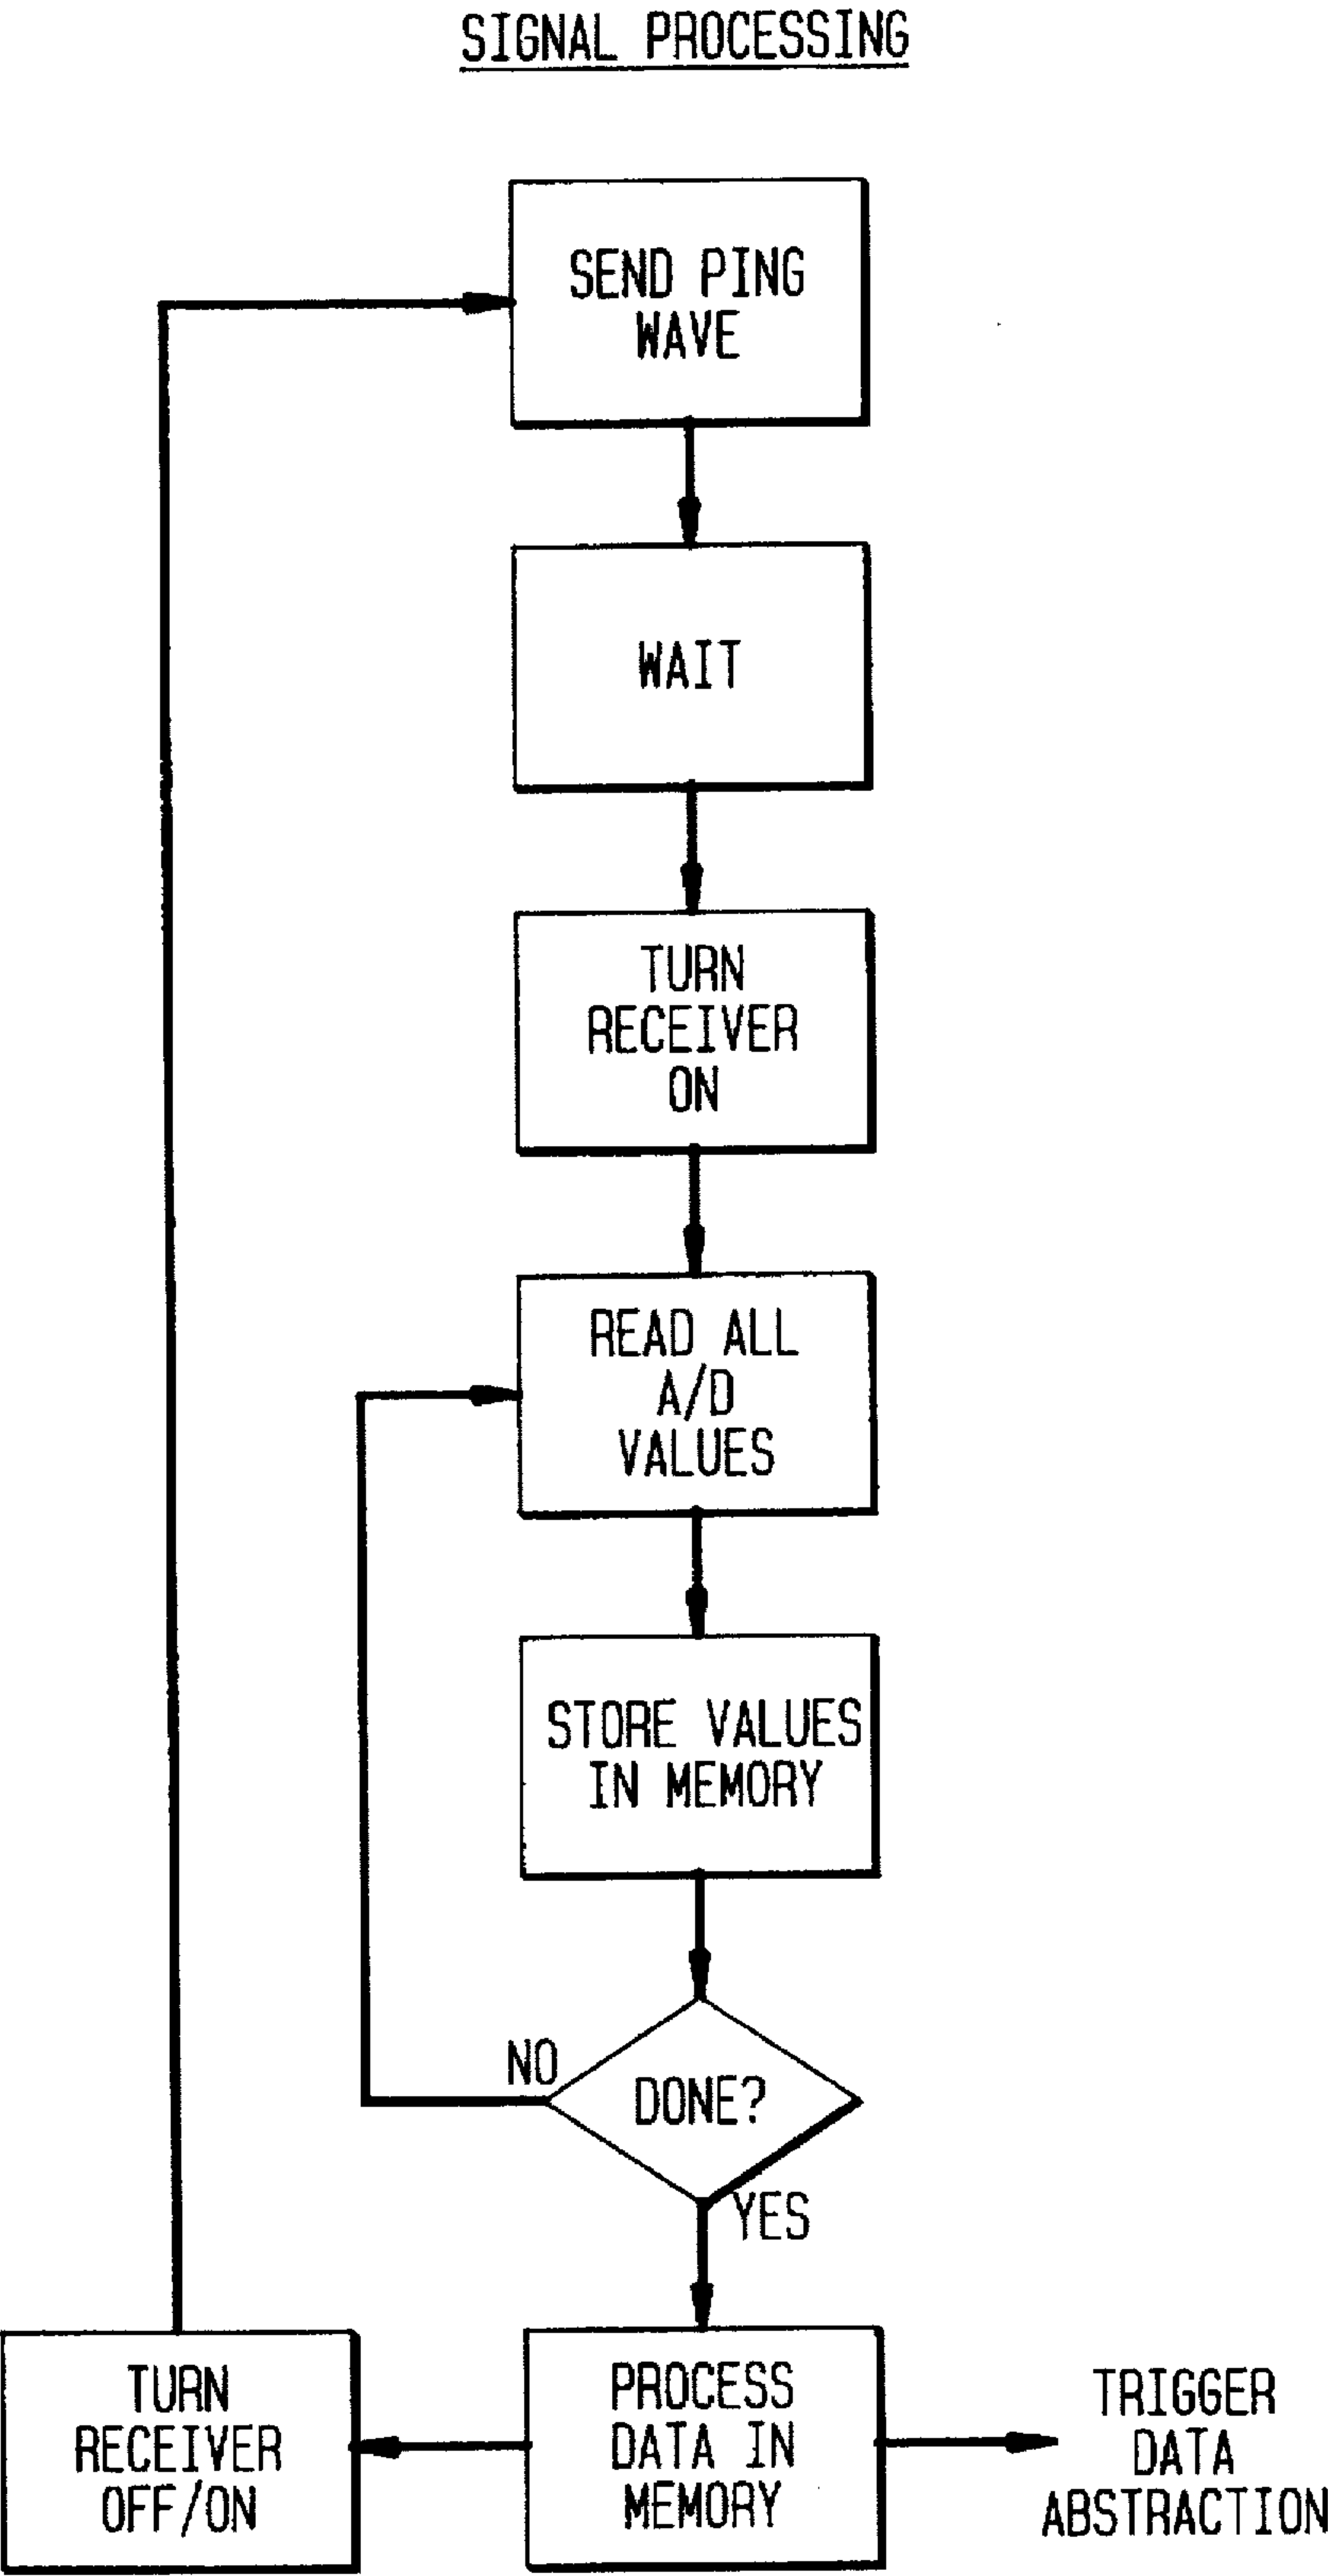 SIGNAL PROCESSING
SEND PING
WAVE
WAIT
TURN
RECEIVER
ON
READ ALL
A/D
VALUES
STORE VALUES
IN MEMORY
NO
DONE?
YES
TURN
RECEIVER
OFF/ON
PROCESS
DATA IN
MEMORY
TRIGGER
DATA
ABSTRACTION